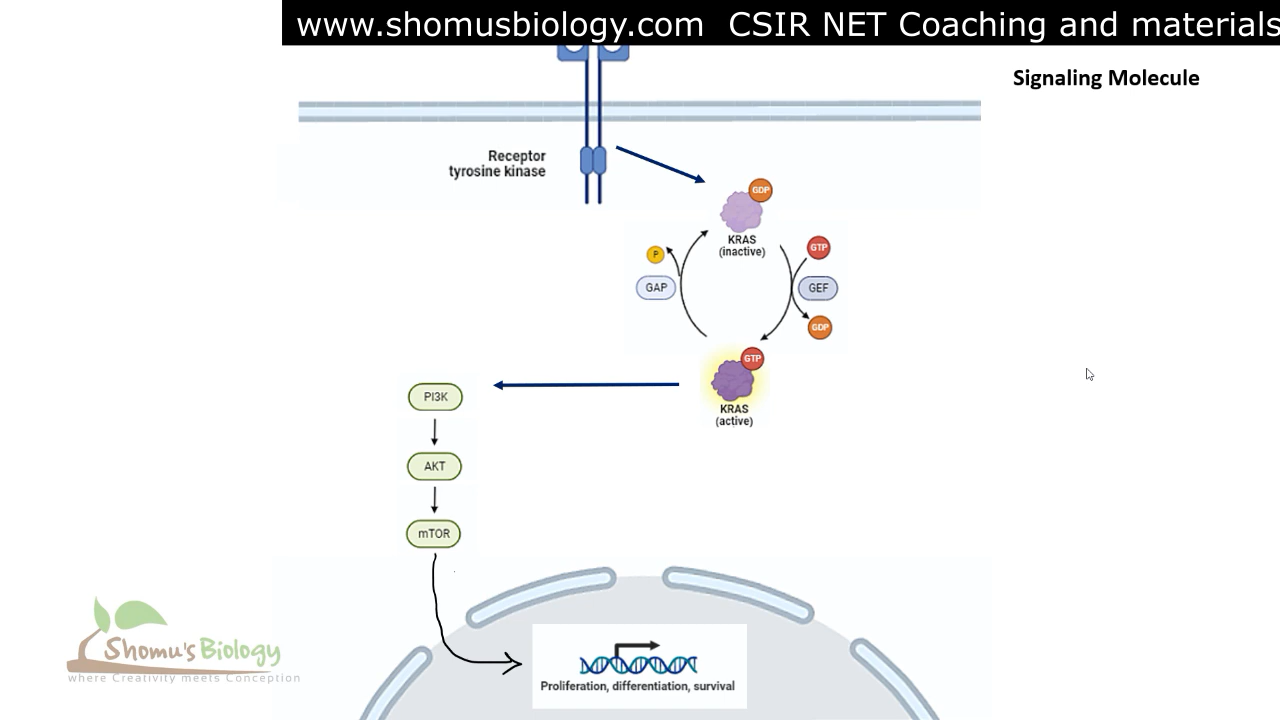 www.shomusbiology.com  CSIR NET Coaching and materials
Signaling Molecule
Receptor
tyrosine kinase
GDP
KRAS
(inactive)
P
GTP
GAP
GEF
GDP
GTP
KRAS
(active)
PI3K
AKT
mTOR
Shomu's Biology
where Creativity meets Conception
Proliferation, differentiation, survival